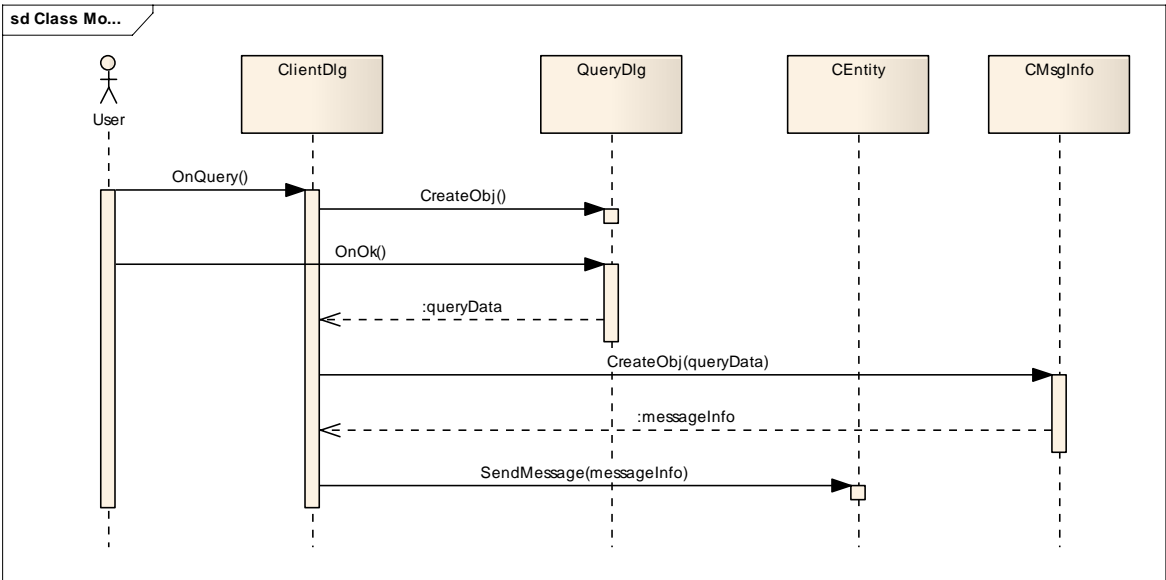 sd Class Mo...
User
ClientDlg
QueryDlg
CEntity
CMsgInfo
OnQuery()
CreateObj()
OnOk()
:queryData
CreateObj(queryData)
:messageInfo
SendMessage(messageInfo)